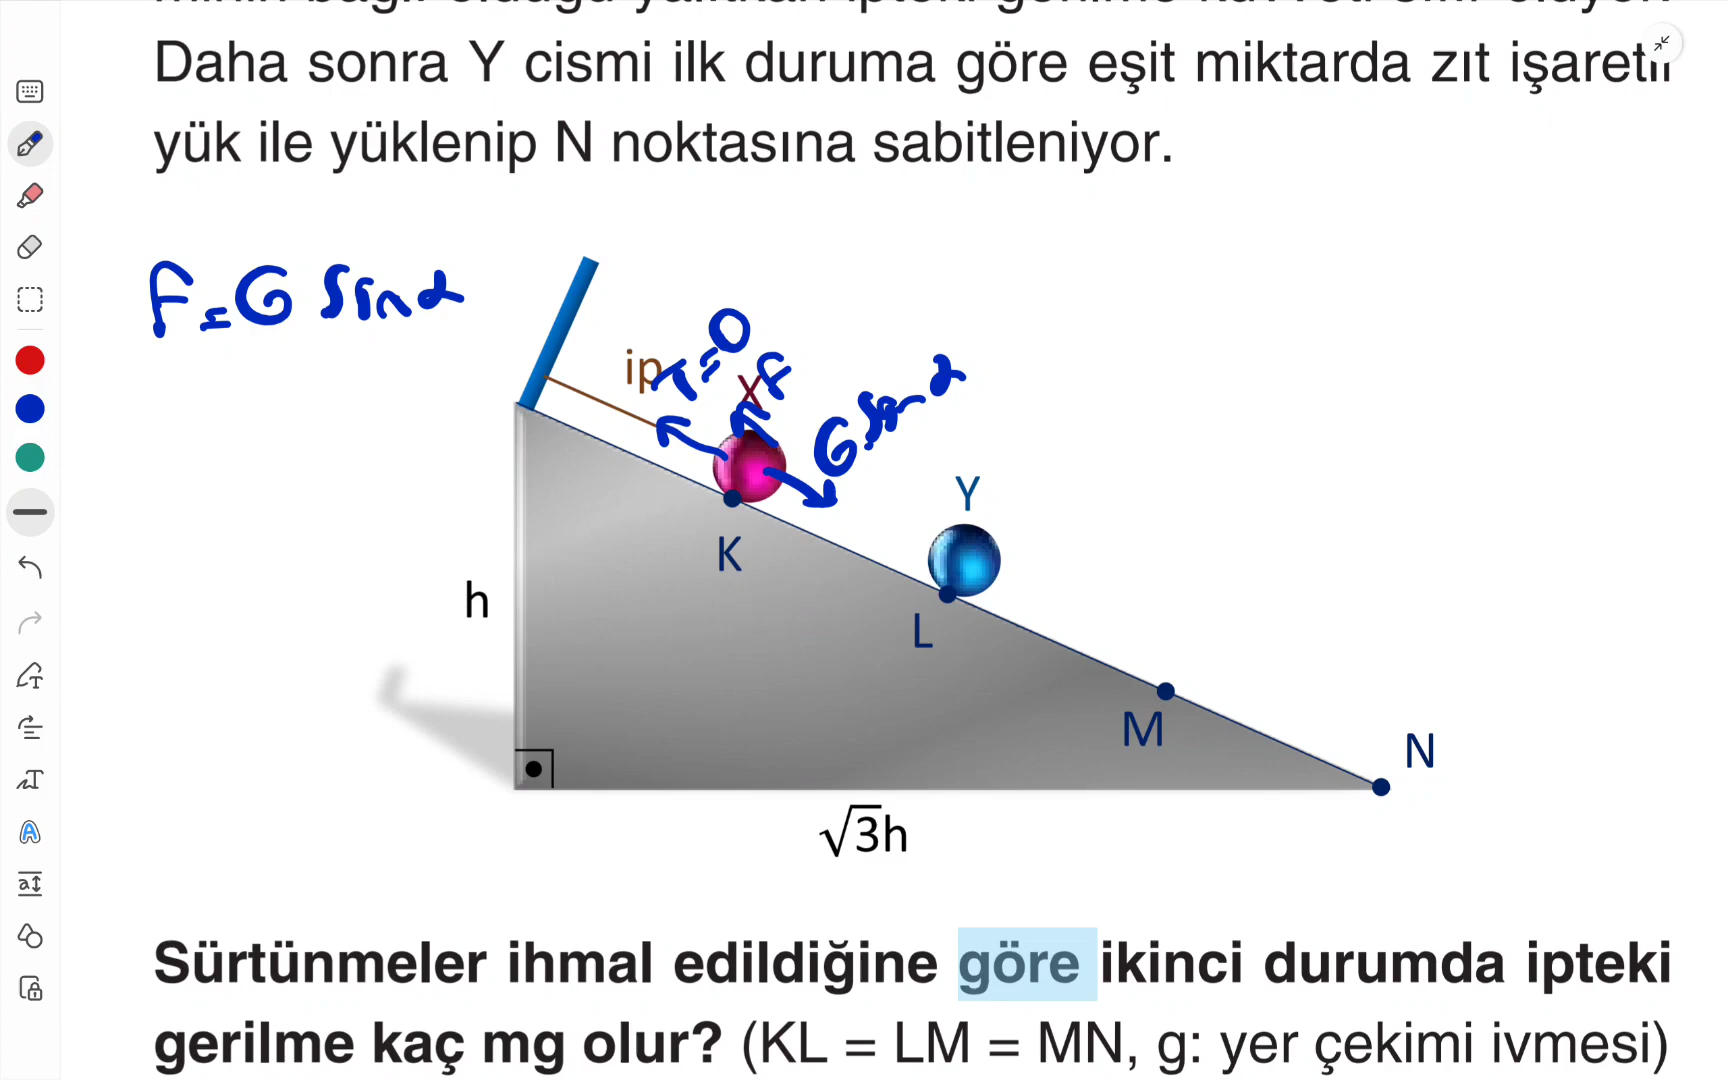 Daha sonra Y cismi ilk duruma göre eşit miktarda zıt işaretli
yük ile yüklenip N noktasına sabitleniyor.
F=G Sinα
ip
T=0
X
F
G Sinα
Y
K
L
h
M
N
√3h
Sürtünmeler ihmal edildiğine göre ikinci durumda ipteki
gerilme kaç mg olur? (KL = LM = MN, g: yer çekimi ivmesi)